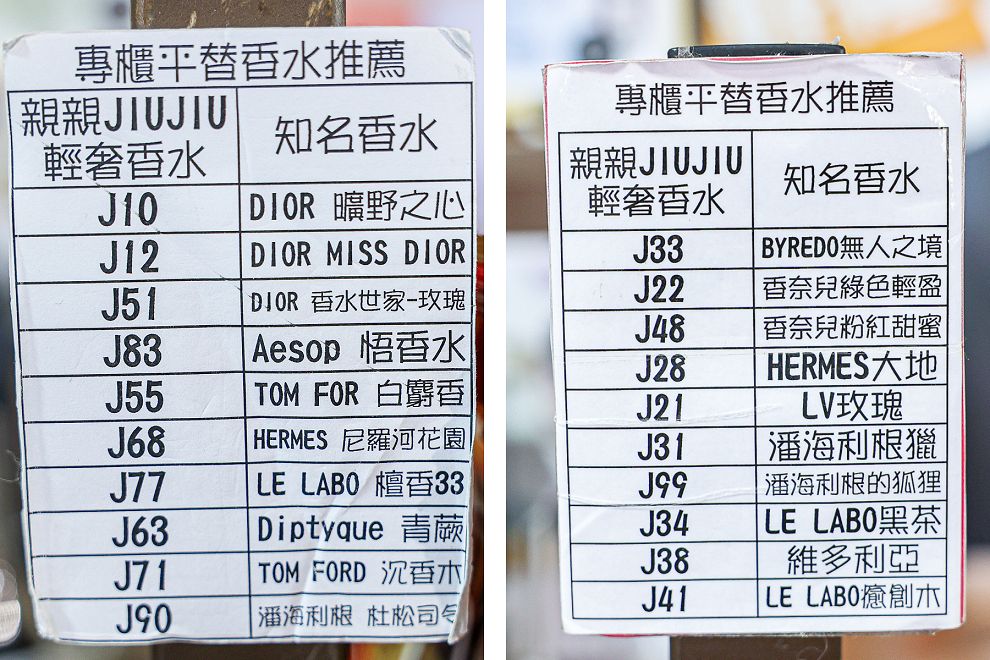 專櫃平替香水推薦
親親JIUJIU
輕奢香水
知名香水
J10 DIOR 曠野之心
J12 DIOR MISS DIOR
J51 DIOR 香水世家-玫瑰
J83 Aesop 悟香水
J55 TOM FOR 白麝香
J68 HERMES 尼羅河花園
J77 LE LABO 檀香33
J63 Diptyque 青蕨
J71 TOM FORD 沉香木
J90 潘海利根 杜松司令
專櫃平替香水推薦
親親JIUJIU
輕奢香水
知名香水
J33 BYREDO無人之境
J22 香奈兒綠色輕盈
J48 香奈兒粉紅甜蜜
J28 HERMES大地
J21 LV玫瑰
J31 潘海利根獵
J99 潘海利根的狐狸
J34 LE LABO黑茶
J38 維多利亞
J41 LE LABO癒創木